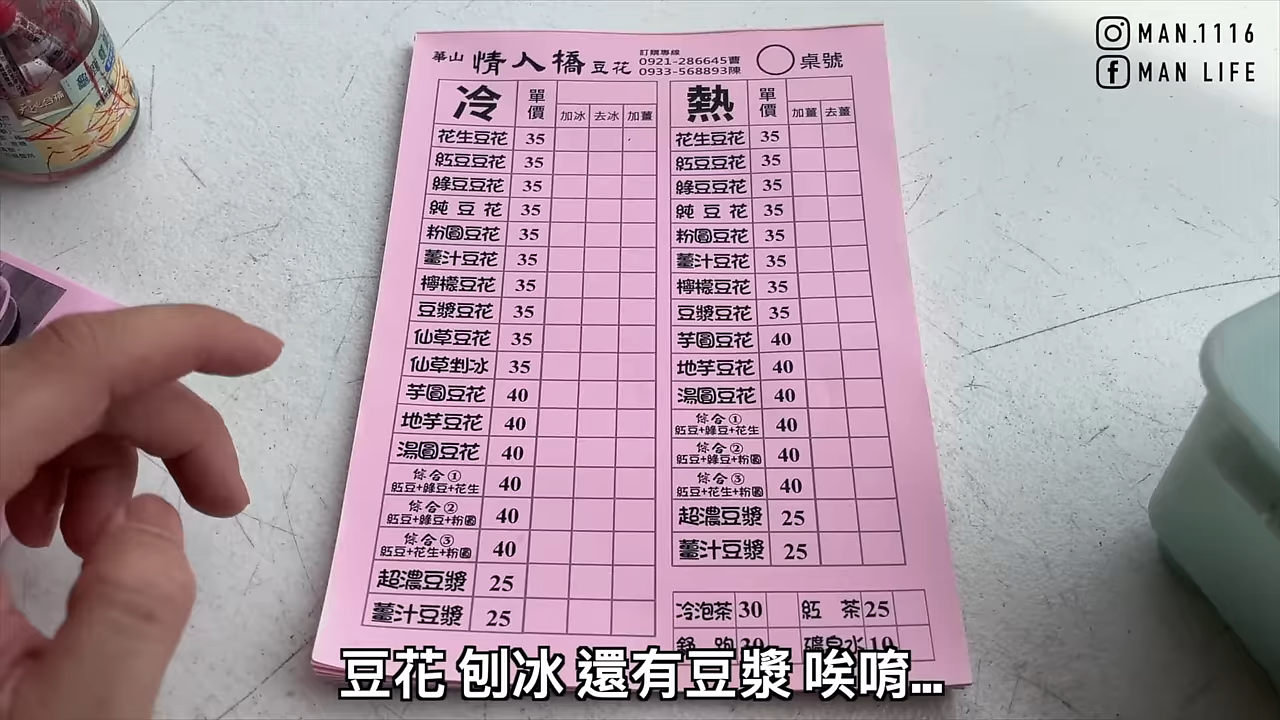 MAN.1116
MAN LIFE
華山 情人橋 豆花
訂購專線
0921-286645曹
0933-568893陳
桌號
冷 單價 加冰 去冰 加薑
花生豆花 35
紅豆豆花 35
綠豆豆花 35
純豆花 35
粉圓豆花 35
薑汁豆花 35
檸檬豆花 35
豆漿豆花 35
仙草豆花 35
仙草剉冰 35
芋圓豆花 40
地芋豆花 40
湯圓豆花 40
綜合① 40
紅豆+綠豆+花生
綜合② 40
紅豆+綠豆+粉圓
綜合③ 40
紅豆+花生+粉圓
超濃豆漿 25
薑汁豆漿 25
熱 單價 加薑 去薑
花生豆花 35
紅豆豆花 35
綠豆豆花 35
純豆花 35
粉圓豆花 35
薑汁豆花 35
檸檬豆花 35
豆漿豆花 35
芋圓豆花 40
地芋豆花 40
湯圓豆花 40
綜合① 40
紅豆+綠豆+花生
綜合② 40
紅豆+綠豆+粉圓
綜合③ 40
紅豆+花生+粉圓
超濃豆漿 25
薑汁豆漿 25
冷泡茶 30 紅茶 25
舒跑 30 礦泉水 10
豆花 刨冰 還有豆漿 唉唷...